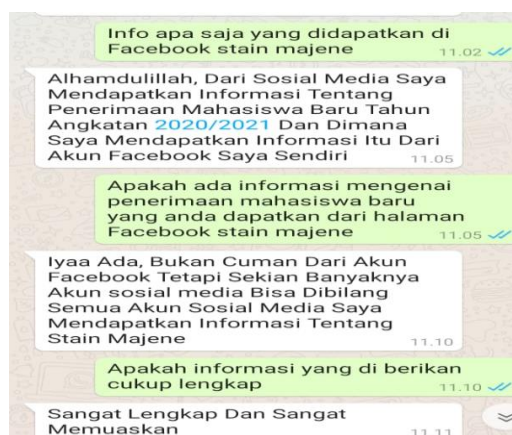 Info apa saja yang didapatkan di
Facebook stain majene
11.02
Alhamdulillah, Dari Sosial Media Saya
Mendapatkan Informasi Tentang
Penerimaan Mahasiswa Baru Tahun
Angkatan 2020/2021 Dan Dimana
Saya Mendapatkan Informasi Itu Dari
Akun Facebook Saya Sendiri
11.05
Apakah ada informasi mengenai
penerimaan mahasiswa baru
yang anda dapatkan dari halaman
Facebook stain majene
11.05
Iyaa Ada, Bukan Cuman Dari Akun
Facebook Tetapi Sekian Banyaknya
Akun sosial media Bisa Dibilang
Semua Akun Sosial Media Saya
Mendapatkan Informasi Tentang
Stain Majene
11.10
Apakah informasi yang di berikan
cukup lengkap
11.10
Sangat Lengkap Dan Sangat
Memuaskan
11.11